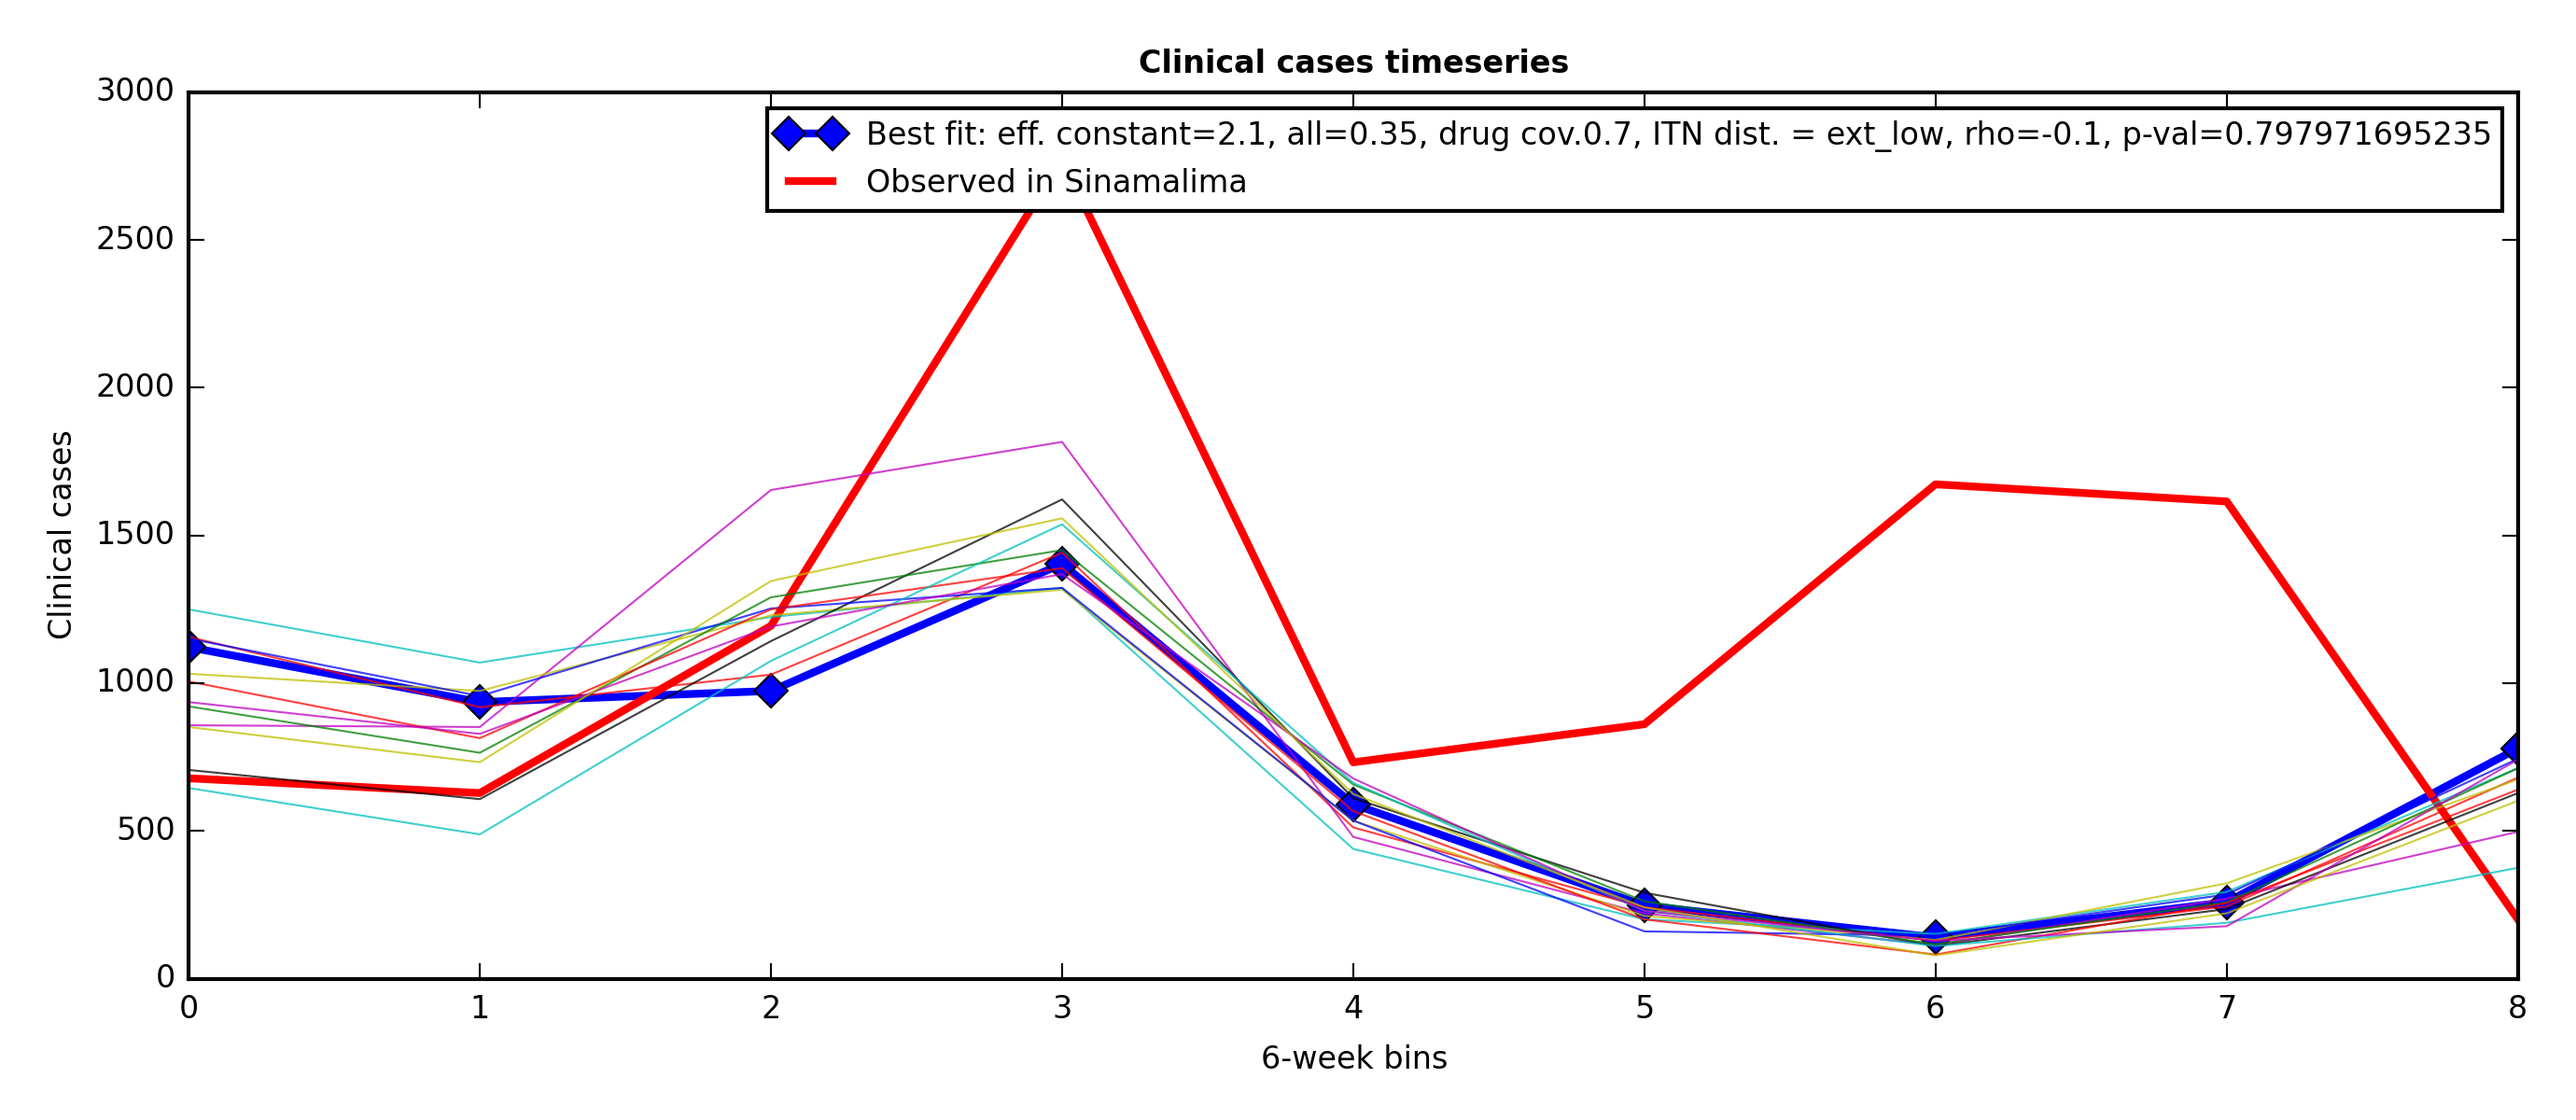 Clinical cases timeseries
3000
2500
2000
1500
1000
500
0
Clinical cases
Best fit: eff. constant=2.1, all=0.35, drug cov.0.7, ITN dist. = ext_low, rho=-0.1, p-val=0.797971695235
Observed in Sinamalima
0 1 2 3 4 5 6 7 8
6-week bins